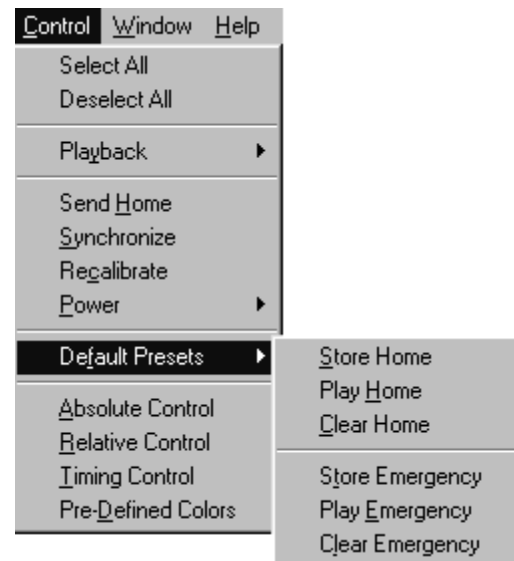 Control Window Help
Select All
Deselect All
Playback
Send Home
Synchronize
Recalibrate
Power
Default Presets
Store Home
Play Home
Clear Home
Absolute Control
Relative Control
Timing Control
Pre-Defined Colors
Store Emergency
Play Emergency
Clear Emergency